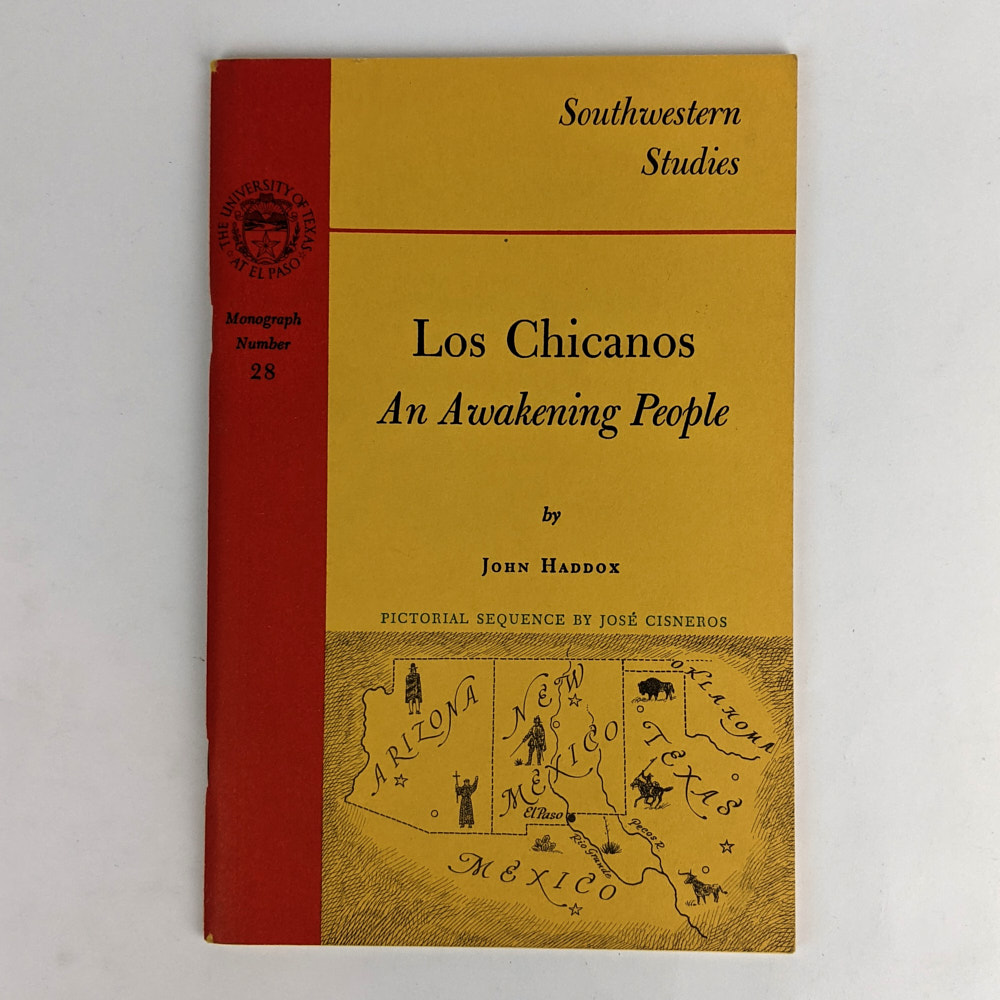 Southwestern
Studies
THE UNIVERSITY OF TEXAS
AT EL PASO
Monograph
Number
28
Los Chicanos
An Awakening People
by
JOHN HADDOX
PICTORIAL SEQUENCE BY JOSÉ CISNEROS
ARIZONA
NEW
MEXICO
OKLAHOMA
TEXAS
El Paso
Rio Grande
Pecos R.
MEXICO